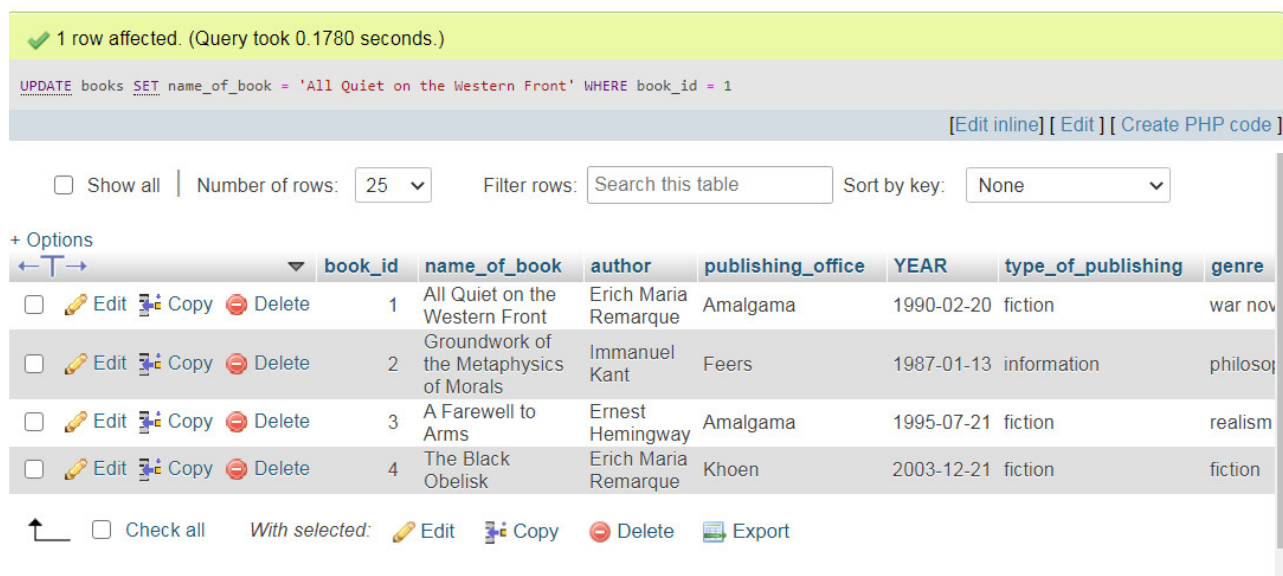 1 row affected. (Query took 0.1780 seconds.)
UPDATE books SET name_of_book = 'All Quiet on the Western Front' WHERE book_id = 1
[Edit inline] [ Edit ] [ Create PHP code ]
Show all Number of rows: 25 Filter rows: Search this table Sort by key: None
+ Options
←T→ book_id name_of_book author publishing_office YEAR type_of_publishing genre
Edit Copy Delete 1 All Quiet on the Western Front Erich Maria Remarque Amalgama 1990-02-20 fiction war nov
Edit Copy Delete 2 Groundwork of the Metaphysics of Morals Immanuel Kant Feers 1987-01-13 information philosop
Edit Copy Delete 3 A Farewell to Arms Ernest Hemingway Amalgama 1995-07-21 fiction realism
Edit Copy Delete 4 The Black Obelisk Erich Maria Remarque Khoen 2003-12-21 fiction fiction
Check all With selected: Edit Copy Delete Export